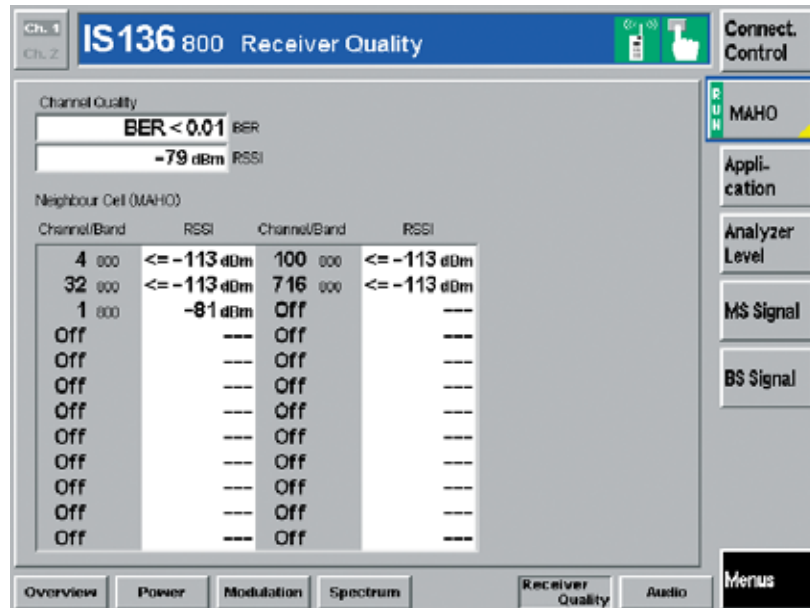 Ch. 1
Ch. 2
IS136 800 Receiver Quality
Connect.
Control
RUN
MAHO
Appli-
cation
Analyzer
Level
MS Signal
BS Signal
Menus
Channel Quality
BER < 0.01 BER
-79 dBm RSSI
Neighbour Cell (MAHO)
Channel/Band RSSI Channel/Band RSSI
4 800 <= -113 dBm 100 800 <= -113 dBm
32 800 <= -113 dBm 716 800 <= -113 dBm
1 800 -81 dBm Off ---
Off --- Off ---
Off --- Off ---
Off --- Off ---
Off --- Off ---
Off --- Off ---
Off --- Off ---
Off --- Off ---
Off --- Off ---
Off --- Off ---
Overview Power Modulation Spectrum Receiver Quality Audio